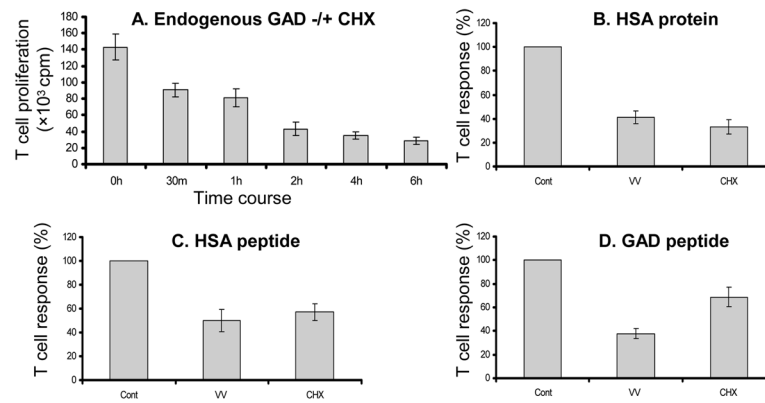 A. Endogenous GAD -/+ CHX
T cell proliferation
(×10³ cpm)
180
160
140
120
100
80
60
40
20
0
0h 30m 1h 2h 4h 6h
Time course
B. HSA protein
T cell response (%)
120
100
80
60
40
20
0
Cont VV CHX
C. HSA peptide
T cell response (%)
120
100
80
60
40
20
0
Cont VV CHX
D. GAD peptide
T cell response (%)
120
100
80
60
40
20
0
Cont VV CHX